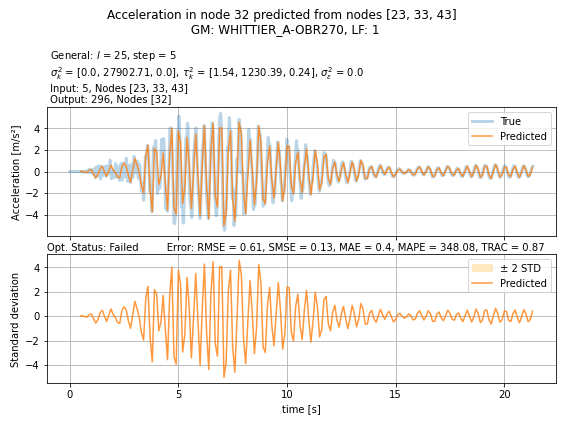 Acceleration in node 32 predicted from nodes [23, 33, 43]
GM: WHITTIER_A-OBR270, LF: 1
General: l = 25, step = 5
σ²ₖ = [0.0, 27902.71, 0.0], τ²ₖ = [1.54, 1230.39, 0.24], σ²ε = 0.0
Input: 5, Nodes [23, 33, 43]
Output: 296, Nodes [32]
True
Predicted
Acceleration [m/s²]
4
2
0
−2
−4
Opt. Status: Failed Error: RMSE = 0.61, SMSE = 0.13, MAE = 0.4, MAPE = 348.08, TRAC = 0.87
± 2 STD
Predicted
Standard deviation
4
2
0
−2
−4
0 5 10 15 20
time [s]